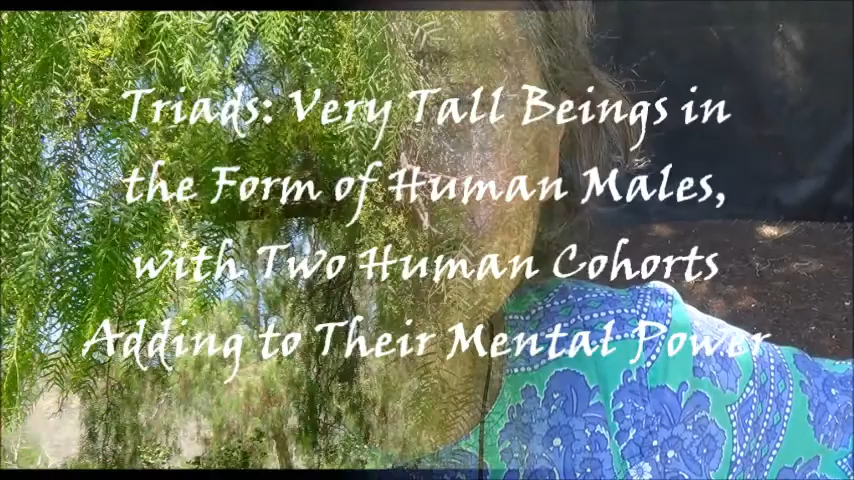 Triads: Very Tall Beings in
the Form of Human Males,
with Two Human Cohorts
Adding to Their Mental Power